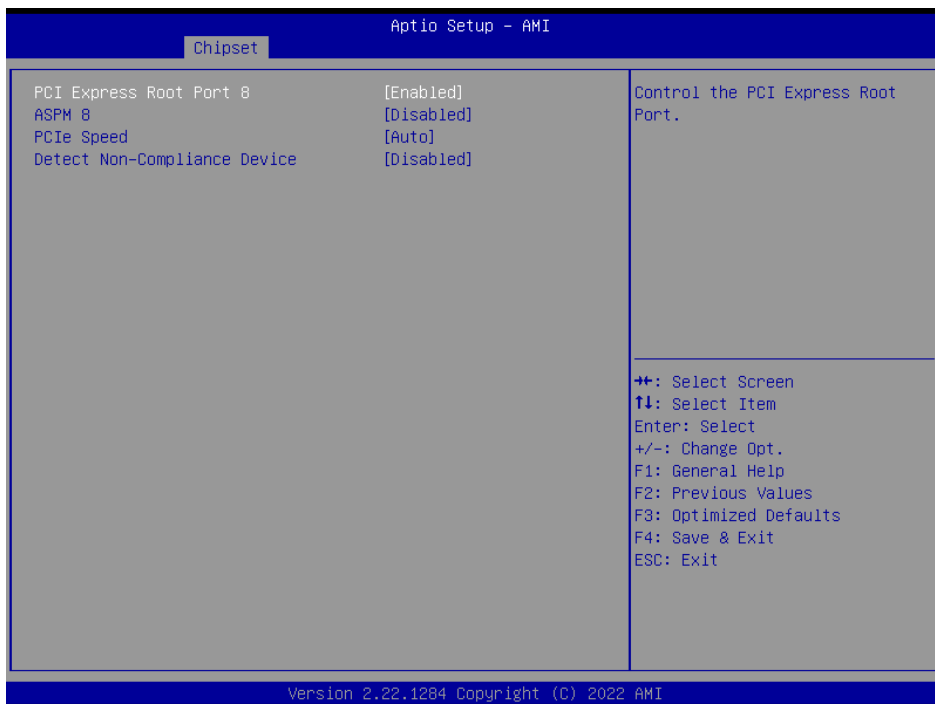 Aptio Setup – AMI
Chipset
PCI Express Root Port 8 [Enabled]
ASPM 8 [Disabled]
PCIe Speed [Auto]
Detect Non-Compliance Device [Disabled]
Control the PCI Express Root
Port.
→←: Select Screen
↑↓: Select Item
Enter: Select
+/-: Change Opt.
F1: General Help
F2: Previous Values
F3: Optimized Defaults
F4: Save & Exit
ESC: Exit
Version 2.22.1284 Copyright (C) 2022 AMI